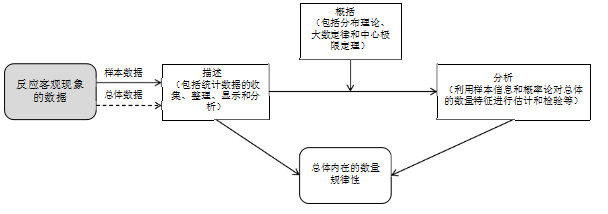 概括
（包括分布理论、
大数定律和中心极
限定理）
反应客观现象
的数据
样本数据
总体数据
描述
（包括统计数据的收
集、整理、显示和分
析）
分析
（利用样本信息和概率论对总体
的数量特征进行估计和检验等）
总体内在的数量
规律性